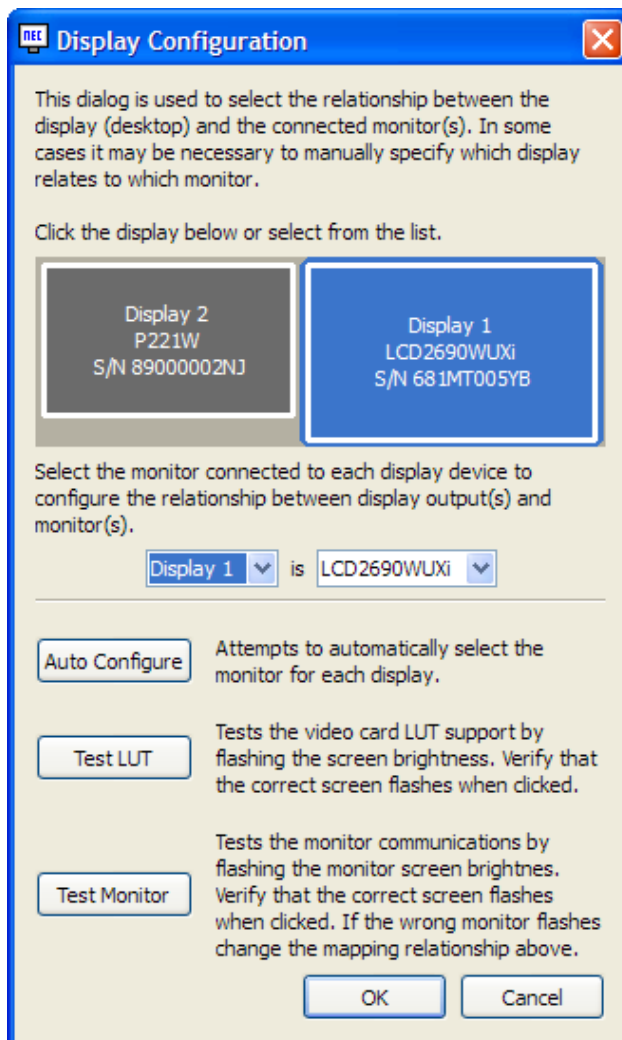 NEC Display Configuration
This dialog is used to select the relationship between the
display (desktop) and the connected monitor(s). In some
cases it may be necessary to manually specify which display
relates to which monitor.
Click the display below or select from the list.
Display 2
P221W
S/N 89000002NJ
Display 1
LCD2690WUXi
S/N 681MT005YB
Select the monitor connected to each display device to
configure the relationship between display output(s) and
monitor(s).
Display 1 is LCD2690WUXi
Auto Configure
Attempts to automatically select the
monitor for each display.
Test LUT
Tests the video card LUT support by
flashing the screen brightness. Verify that
the correct screen flashes when clicked.
Test Monitor
Tests the monitor communications by
flashing the monitor screen brightnes.
Verify that the correct screen flashes
when clicked. If the wrong monitor flashes
change the mapping relationship above.
OK Cancel